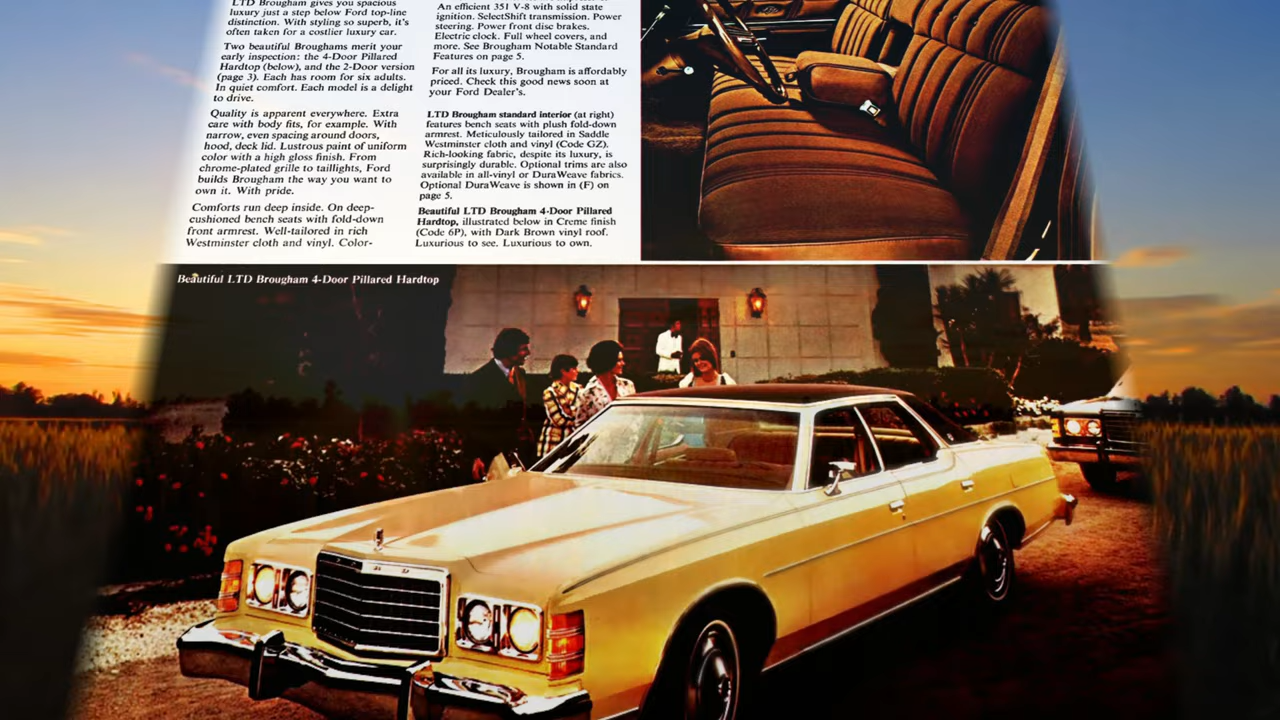 LTD Brougham gives you spacious
luxury just a step below Ford top-line
distinction. With styling so superb, it's
often taken for a costlier luxury car.
Two beautiful Broughams merit your
early inspection: the 4-Door Pillared
Hardtop (below), and the 2-Door version
(page 3). Each has room for six adults.
In quiet comfort. Each model is a delight
to drive.
Quality is apparent everywhere. Extra
care with body fits, for example. With
narrow, even spacing around doors,
hood, deck lid. Lustrous paint of uniform
color with a high gloss finish. From
chrome-plated grille to taillights, Ford
builds Brougham the way you want to
own it. With pride.
Comforts run deep inside. On deep-
cushioned bench seats with fold-down
front armrest. Well-tailored in rich
Westminster cloth and vinyl. Color-
An efficient 351 V-8 with solid state
ignition. SelectShift transmission. Power
steering. Power front disc brakes.
Electric clock. Full wheel covers, and
more. See Brougham Notable Standard
Features on page 5.
For all its luxury, Brougham is affordably
priced. Check this good news soon at
your Ford Dealer's.
LTD Brougham standard interior (at right)
features bench seats with plush fold-down
armrest. Meticulously tailored in Saddle
Westminster cloth and vinyl (Code GZ).
Rich-looking fabric, despite its luxury, is
surprisingly durable. Optional trims are also
available in all-vinyl or DuraWeave fabrics.
Optional DuraWeave is shown in (F) on
page 5.
Beautiful LTD Brougham 4-Door Pillared
Hardtop, illustrated below in Creme finish
(Code 6P), with Dark Brown vinyl roof.
Luxurious to see. Luxurious to own.
Beautiful LTD Brougham 4-Door Pillared Hardtop